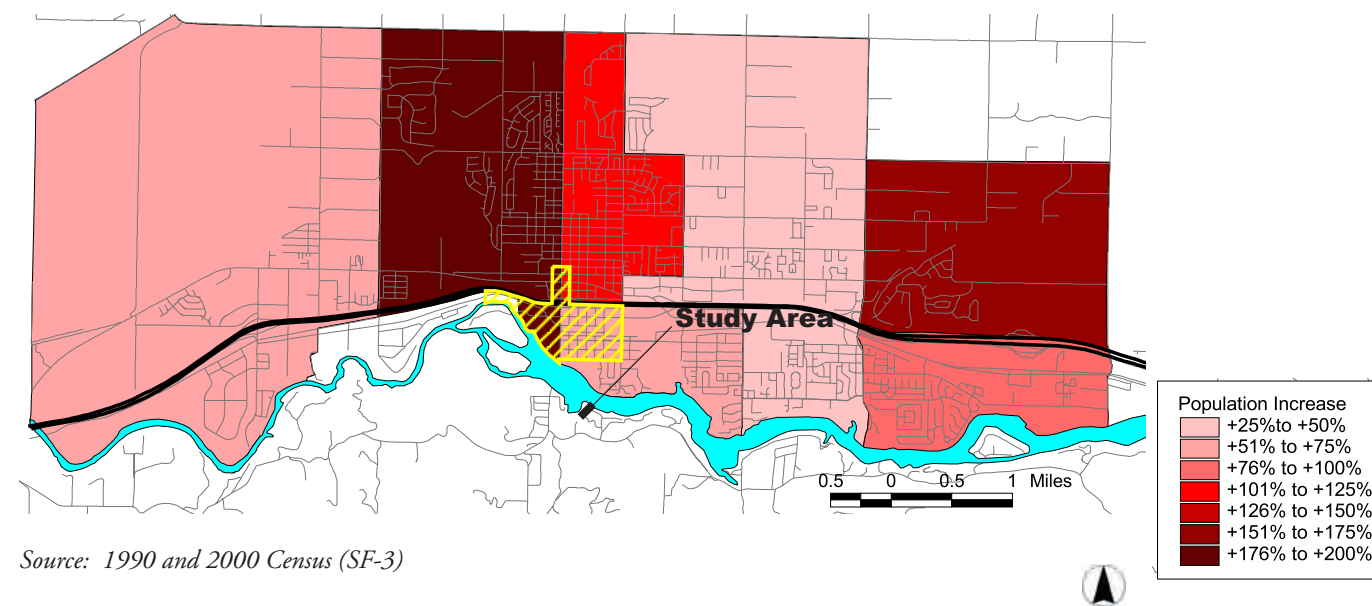 Study Area
Population Increase
+25%to +50%
+51% to +75%
+76% to +100%
+101% to +125%
+126% to +150%
+151% to +175%
+176% to +200%
0.5 0 0.5 1 Miles
Source: 1990 and 2000 Census (SF-3)